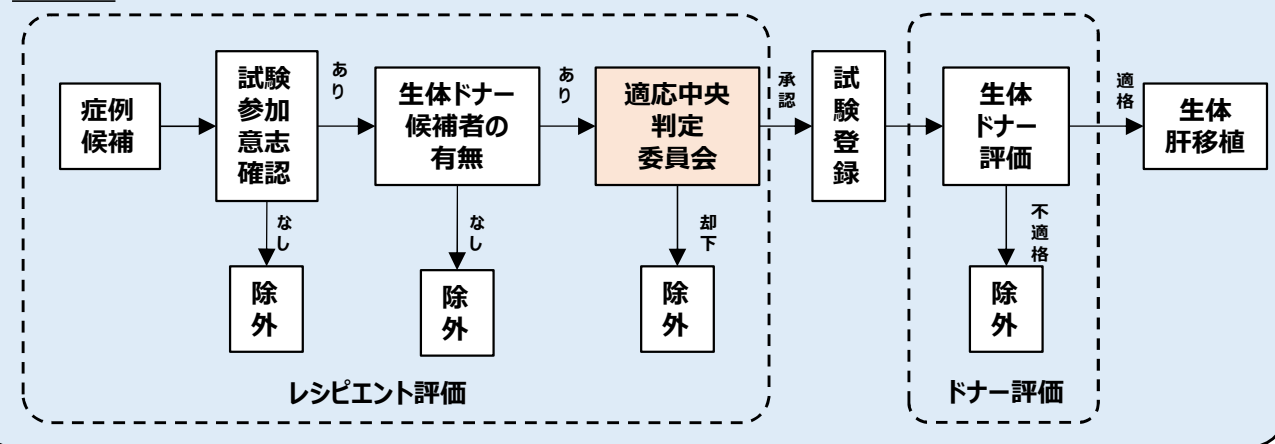 症例
候補
試験
参加
意志
確認
あり
なし
除外
生体ドナー
候補者の
有無
あり
なし
除外
適応中央
判定
委員会
承認
却下
除外
レシピエント評価
試験登録
生体
ドナー
評価
適格
不適格
除外
ドナー評価
生体
肝移植